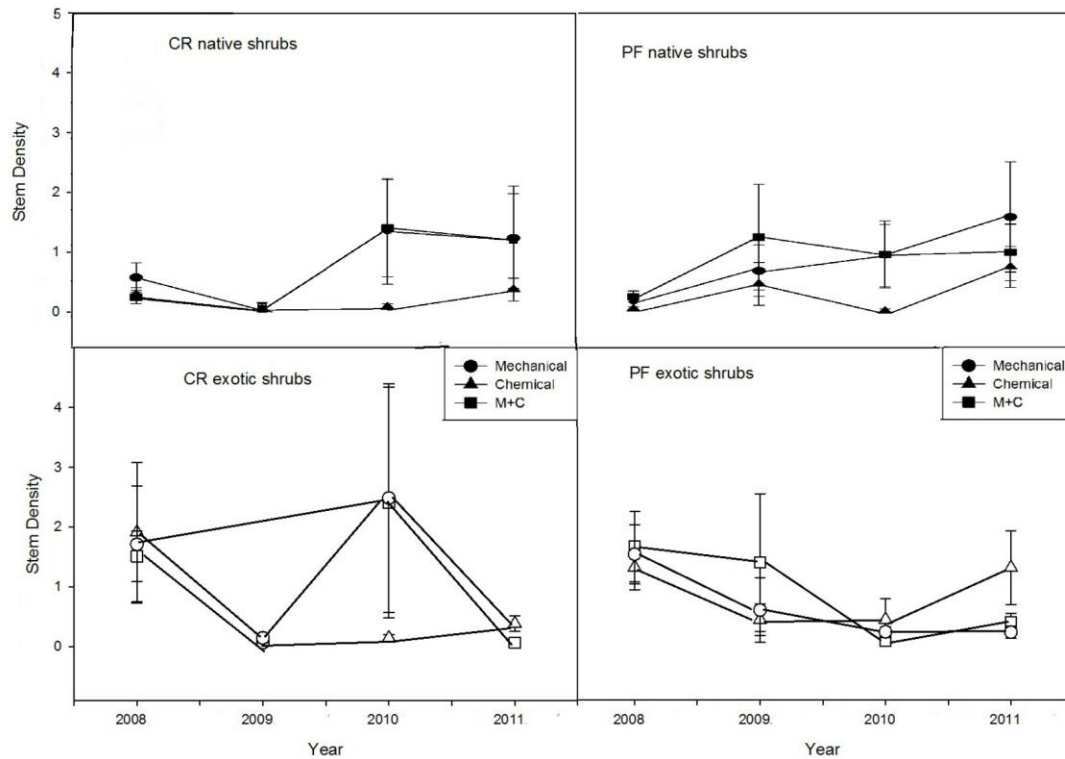 CR native shrubs
PF native shrubs
Stem Density
5
4
3
2
1
0
CR exotic shrubs
Mechanical
Chemical
M+C
PF exotic shrubs
Mechanical
Chemical
M+C
Stem Density
4
3
2
1
0
2008
2009
2010
2011
2008
2009.
2010
2011
Year
Year